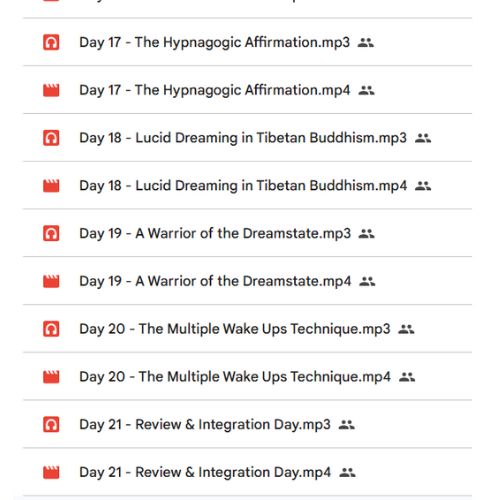 Day 17 - The Hypnagogic Affirmation.mp3
Day 17 - The Hypnagogic Affirmation.mp4
Day 18 - Lucid Dreaming in Tibetan Buddhism.mp3
Day 18 - Lucid Dreaming in Tibetan Buddhism.mp4
Day 19 - A Warrior of the Dreamstate.mp3
Day 19 - A Warrior of the Dreamstate.mp4
Day 20 - The Multiple Wake Ups Technique.mp3
Day 20 - The Multiple Wake Ups Technique.mp4
Day 21 - Review & Integration Day.mp3
Day 21 - Review & Integration Day.mp4